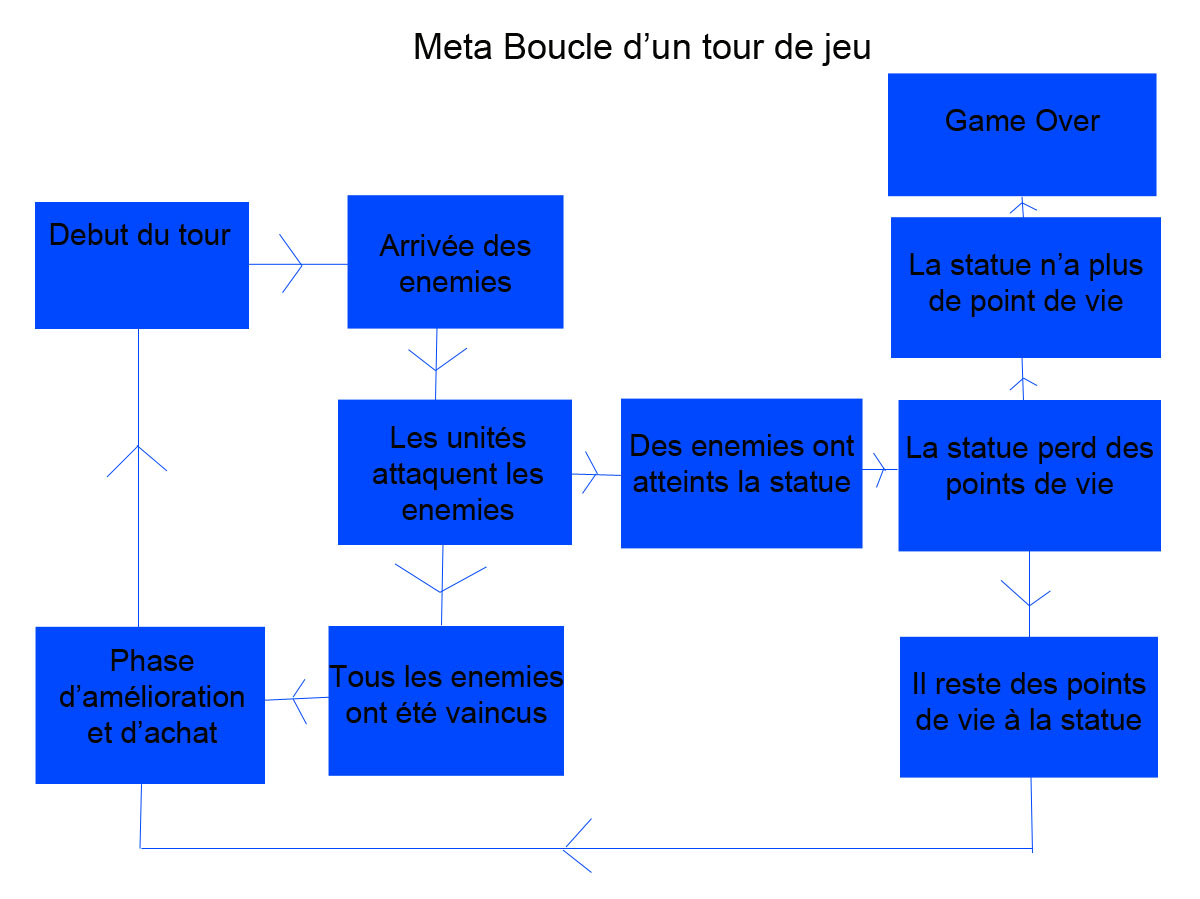 Meta Boucle d’un tour de jeu
Game Over
Debut du tour
Arrivée des
enemies
La statue n’a plus
de point de vie
Les unités
attaquent les
enemies
Des enemies ont
atteints la statue
La statue perd des
points de vie
Phase
d’amélioration
et d’achat
Tous les enemies
ont été vaincus
Il reste des points
de vie à la statue